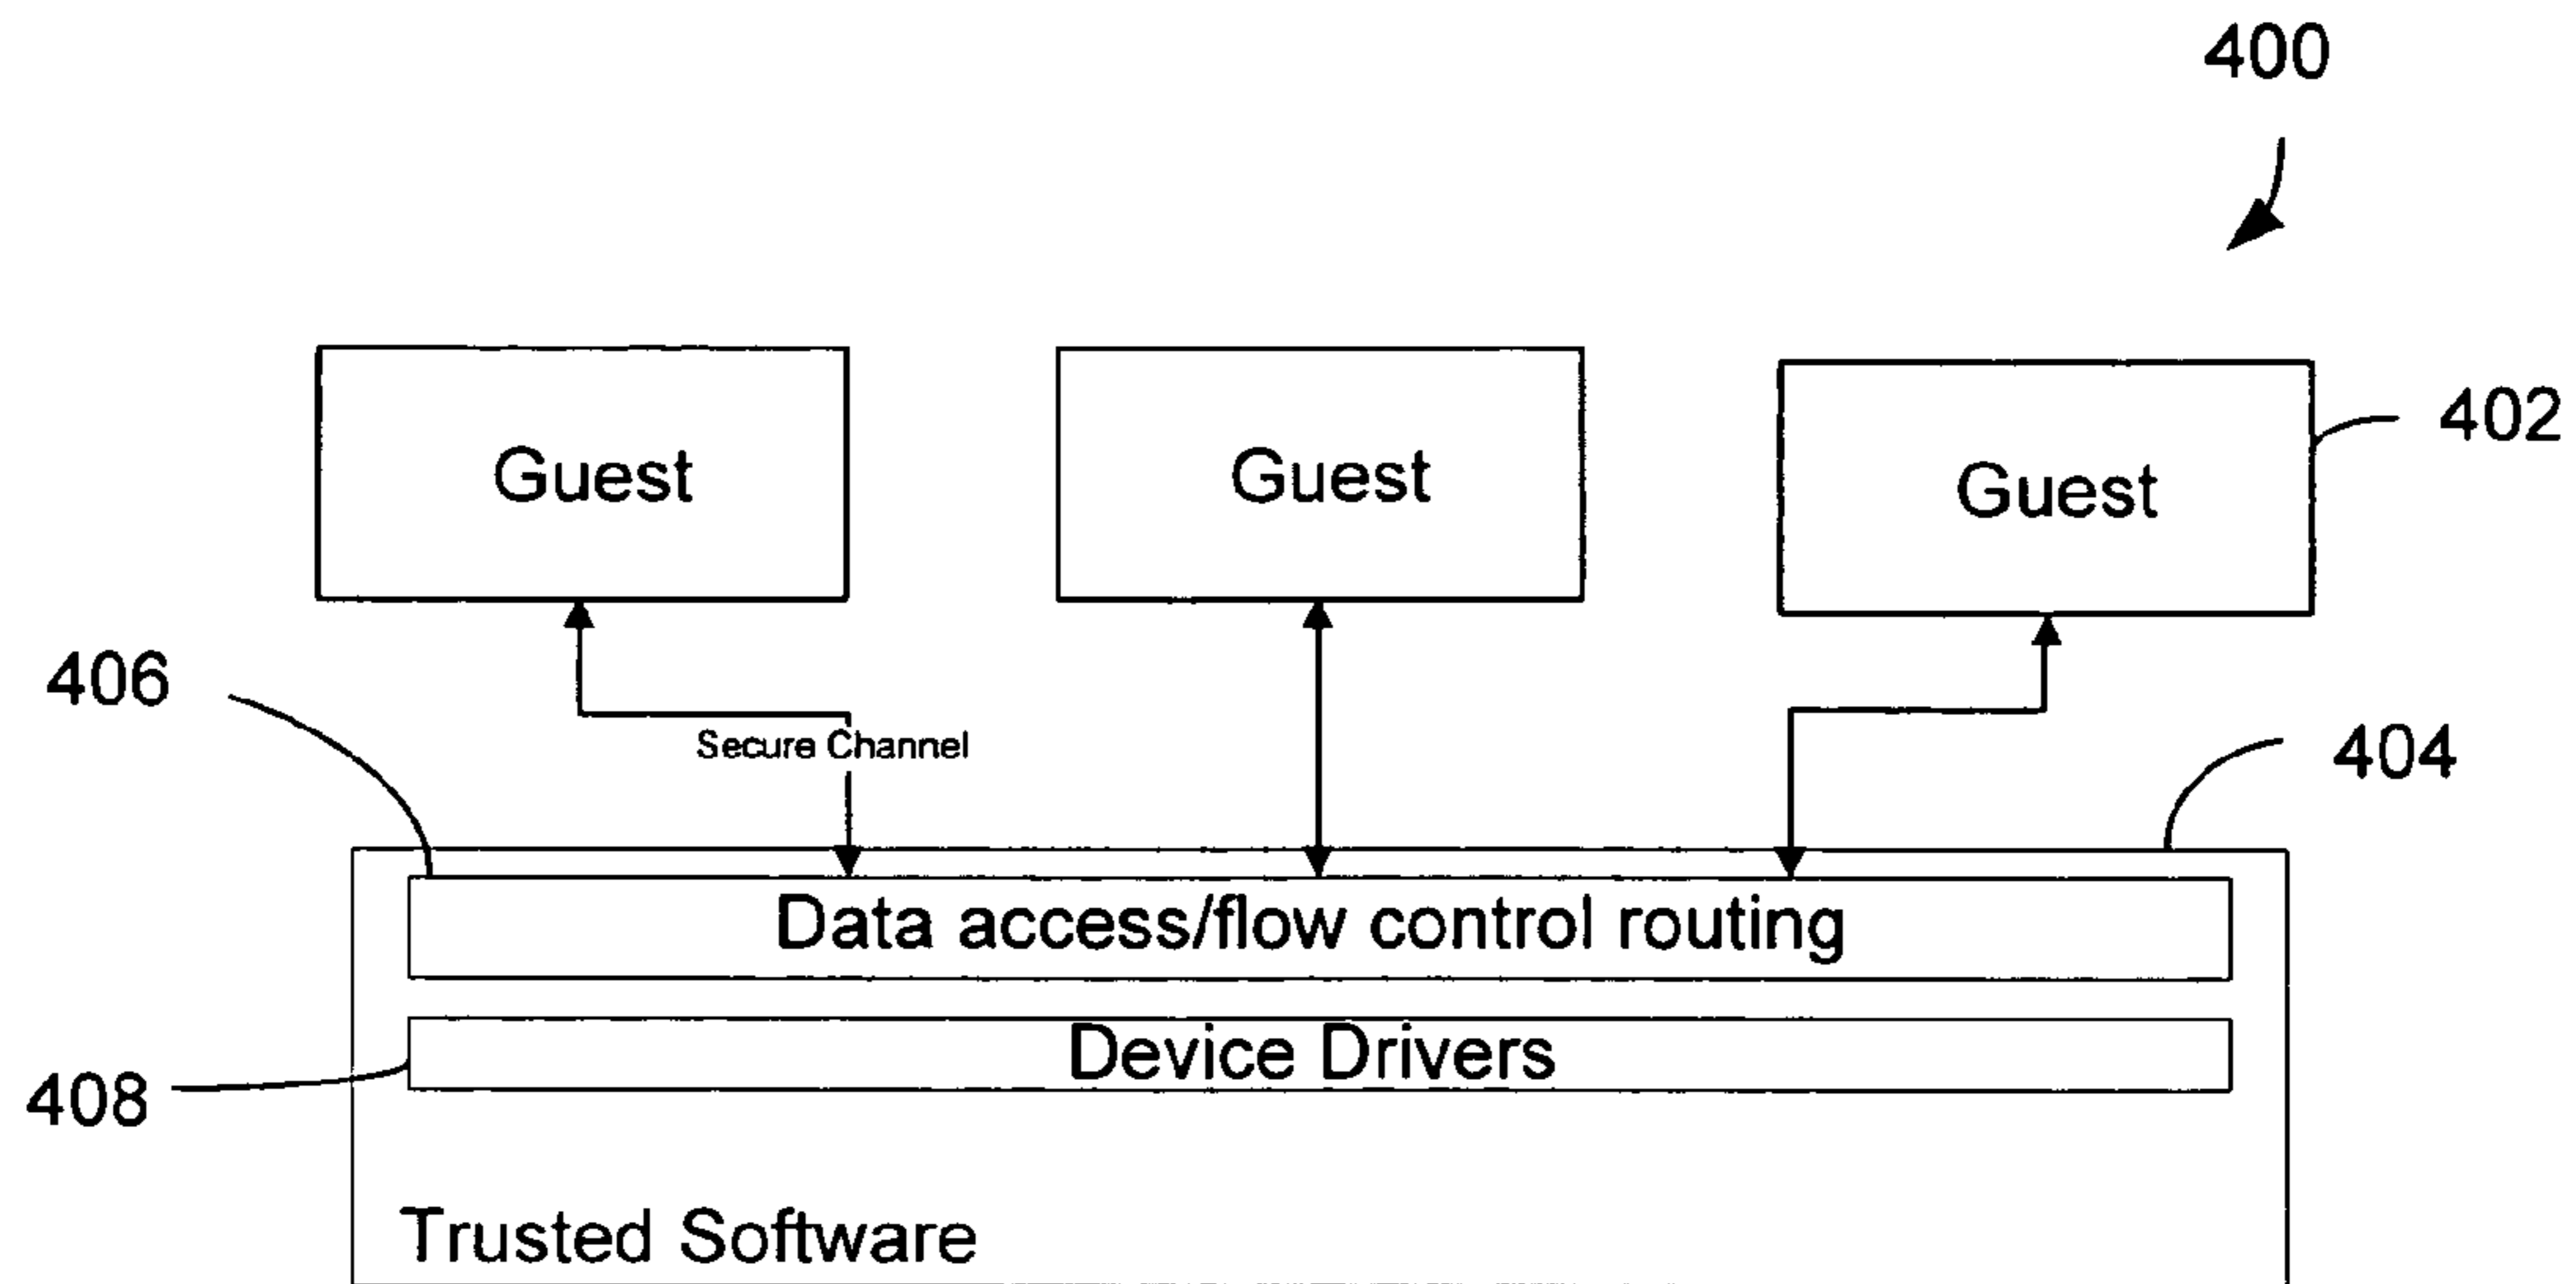 400
Guest
Guest
Guest
402
406
Secure Channel
404
Data access/flow control routing
Device Drivers
408
Trusted Software